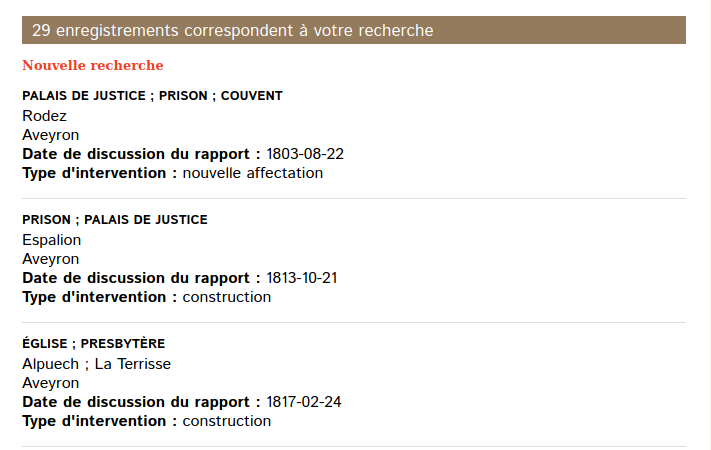 29 enregistrements correspondent à votre recherche
Nouvelle recherche
PALAIS DE JUSTICE ; PRISON ; COUVENT
Rodez
Aveyron
Date de discussion du rapport : 1803-08-22
Type d'intervention : nouvelle affectation
PRISON ; PALAIS DE JUSTICE
Espalion
Aveyron
Date de discussion du rapport : 1813-10-21
Type d'intervention : construction
ÉGLISE ; PRESBYTÈRE
Alpuech ; La Terrisse
Aveyron
Date de discussion du rapport : 1817-02-24
Type d'intervention : construction